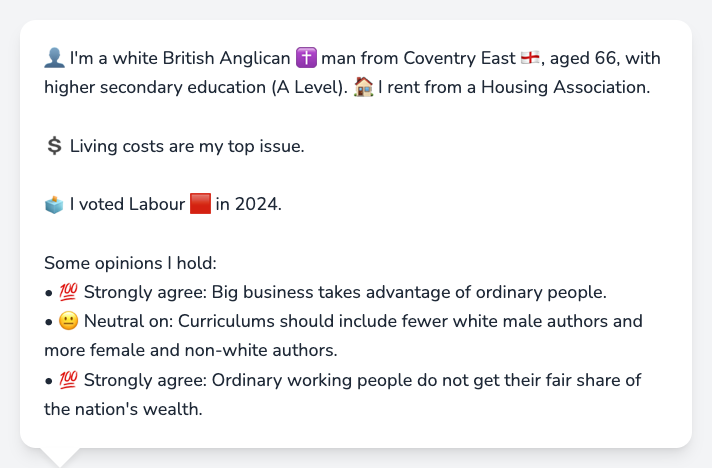 👤 I'm a white British Anglican ✝️ man from Coventry East 🏴󠁧󠁢󠁥󠁮󠁧󠁿, aged 66, with
higher secondary education (A Level). 🏠 I rent from a Housing Association.
💲 Living costs are my top issue.
🗳️ I voted Labour 🟥 in 2024.
Some opinions I hold:
• 💯 Strongly agree: Big business takes advantage of ordinary people.
• 😐 Neutral on: Curriculums should include fewer white male authors and
more female and non-white authors.
• 💯 Strongly agree: Ordinary working people do not get their fair share of
the nation's wealth.